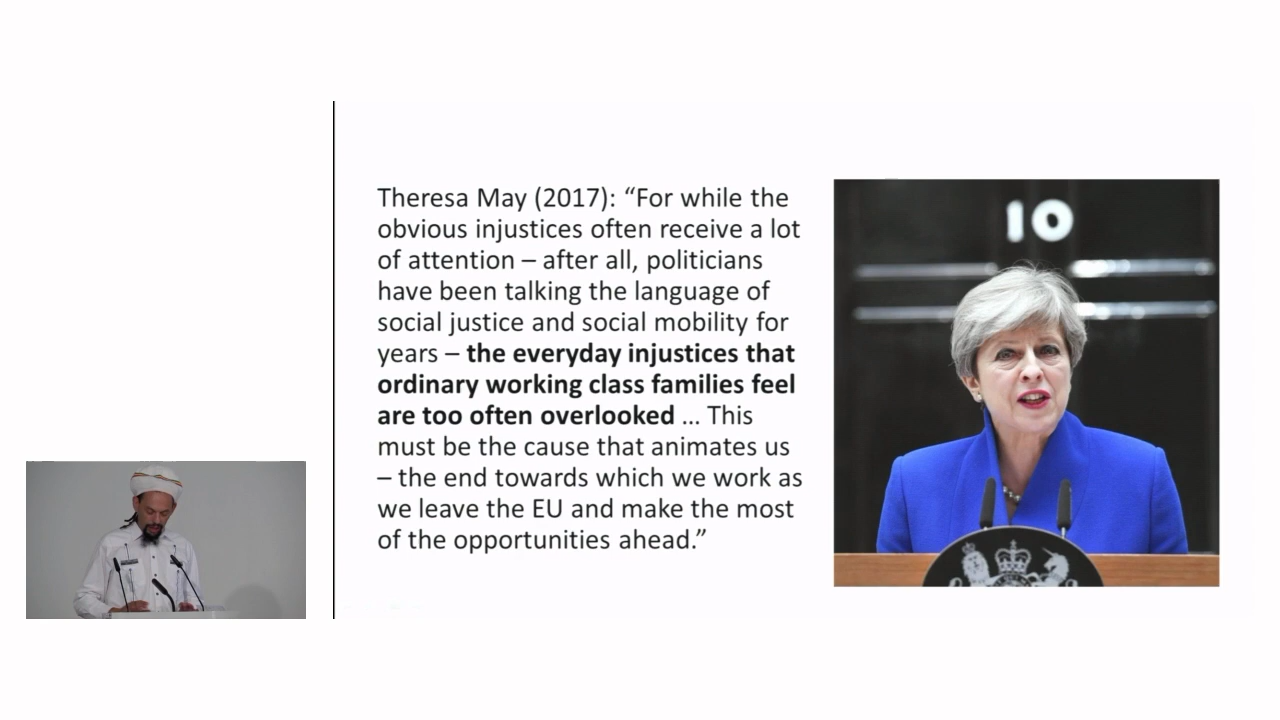 Theresa May (2017): “For while the
obvious injustices often receive a lot
of attention – after all, politicians
have been talking the language of
social justice and social mobility for
years – the everyday injustices that
ordinary working class families feel
are too often overlooked ... This
must be the cause that animates us
– the end towards which we work as
we leave the EU and make the most
of the opportunities ahead.”
10